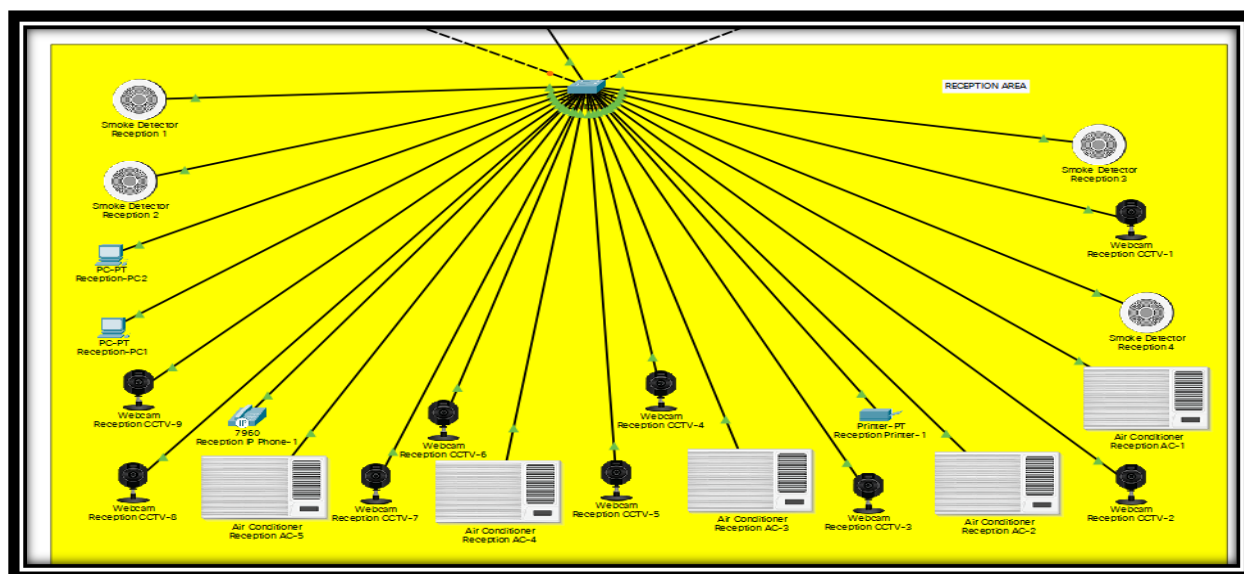 RECEPTION AREA
Smoke Detector
Reception 1
Smoke Detector
Reception 3
Smoke Detector
Reception 2
Webcam
Reception CCTV-1
PC-PT
Reception-PC2
Smoke Detector
Reception 4
PC-PT
Reception-PC1
Webcam
Reception CCTV-9
IP
7960
Reception IP Phone-1
Webcam
Reception CCTV-6
Webcam
Reception CCTV-4
Printer-PT
Reception Printer-1
Air Conditioner
Reception AC-1
Webcam
Reception CCTV-8
Air Conditioner
Reception AC-5
Webcam
Reception CCTV-7
Air Conditioner
Reception AC-4
Webcam
Reception CCTV-5
Air Conditioner
Reception AC-3
Webcam
Reception CCTV-3
Air Conditioner
Reception AC-2
Webcam
Reception CCTV-2